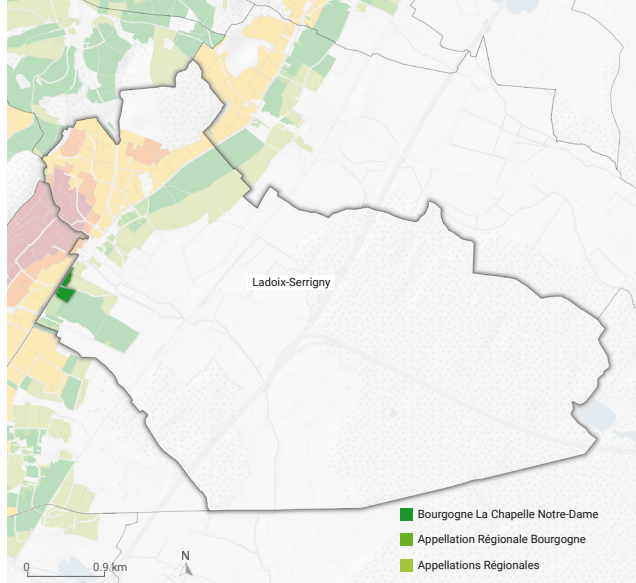 Ladoix-Serrigny
Bourgogne La Chapelle Notre-Dame
Appellation Régionale Bourgogne
Appellations Régionales
0 0.9 km
N